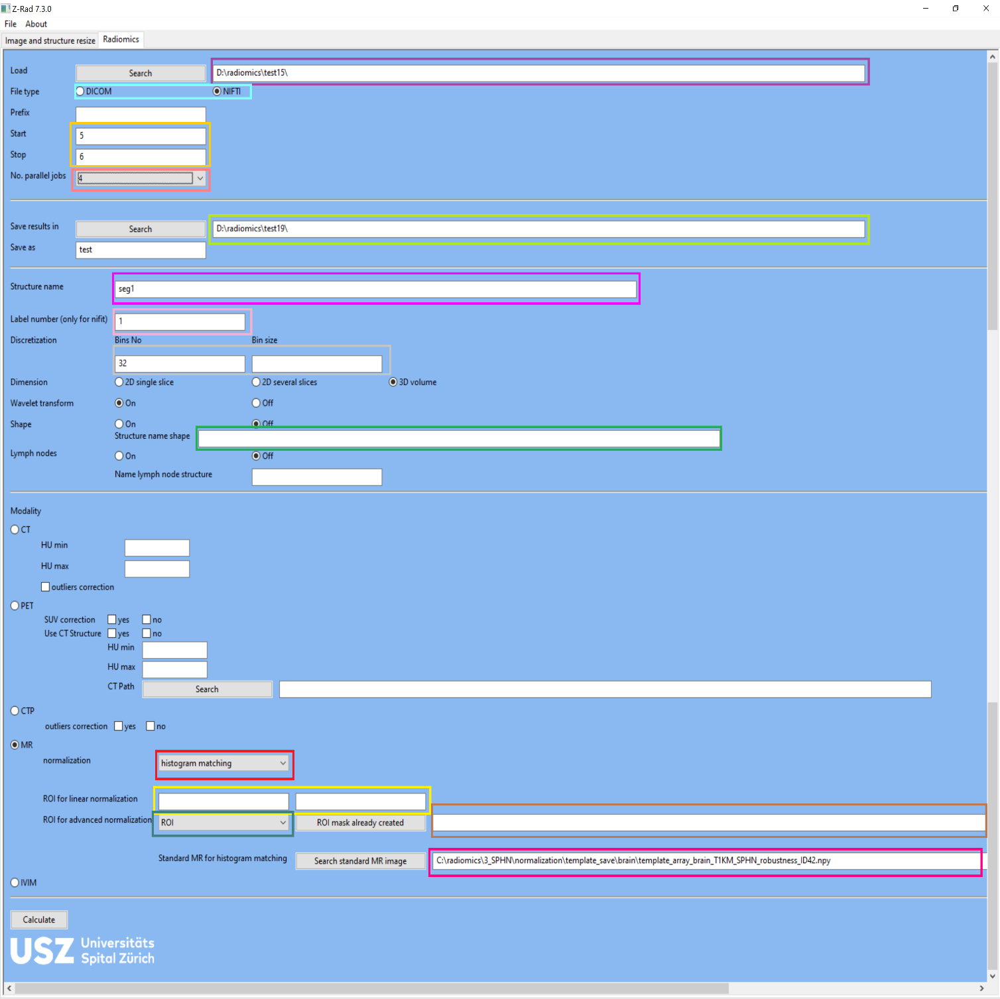 Z-Rad 7.3.0
File About
Image and structure resize Radiomics
Load Search D:\radiomics\test15\
File type DICOM NIFTI
Prefix
Start 5
Stop 6
No. parallel jobs 4
Save results in Search D:\radiomics\test19\
Save as test
Structure name seg1
Label number (only for nifit) 1
Discretization Bins No Bin size
32
Dimension 2D single slice 2D several slices 3D volume
Wavelet transform On Off
Shape On Off
Structure name shape
Lymph nodes On Off
Name lymph node structure
Modality
CT
HU min
HU max
outliers correction
PET
SUV correction yes no
Use CT Structure yes no
HU min
HU max
CT Path Search
CTP
outliers correction yes no
MR
normalization histogram matching
ROI for linear normalization
ROI for advanced normalization ROI ROI mask already created
Standard MR for histogram matching Search standard MR image C:\radiomics\3_SPHN\normalization\template_save\brain\template_array_brain_T1KM_SPHN_robustness_ID42.npy
IVIM
Calculate
USZ Universitäts
Spital Zürich